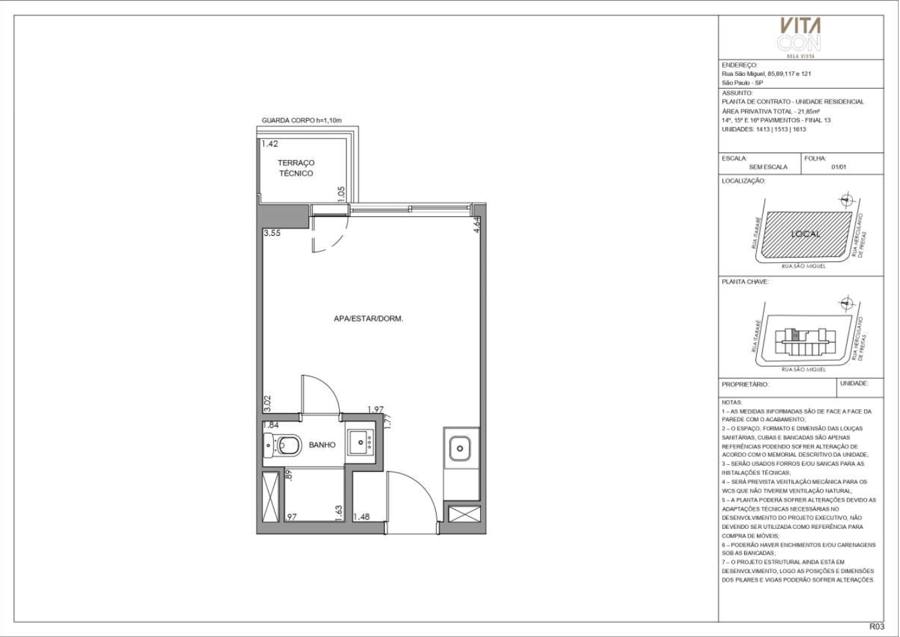 GUARDA CORPO h=1,10m
1.42
TERRAÇO
TÉCNICO
1.05
3.55
4.64
APA/ESTAR/DORM.
3.02
1.97
1.77
1.84
BANHO
.89
.97
1.63
1.48
VITA
CON
BELA VISTA
ENDEREÇO:
Rua São Miguel, 85,89,117 e 121
São Paulo - SP
ASSUNTO:
PLANTA DE CONTRATO - UNIDADE RESIDENCIAL
ÁREA PRIVATIVA TOTAL - 21,85m²
14º, 15º E 16º PAVIMENTOS - FINAL 13
UNIDADES: 1413 | 1513 | 1613
ESCALA:
SEM ESCALA
FOLHA:
01/01
LOCALIZAÇÃO:
LOCAL
RUA HERCULANO
DE FREITAS
RUA SÃO MIGUEL
PLANTA CHAVE:
RUA HERCULANO
DE FREITAS
RUA SÃO MIGUEL
PROPRIETÁRIO:
UNIDADE:
NOTAS:
1 – AS MEDIDAS INFORMADAS SÃO DE FACE A FACE DA
PAREDE COM O ACABAMENTO;
2 – O ESPAÇO, FORMATO E DIMENSÃO DAS LOUÇAS
SANITÁRIAS, CUBAS E BANCADAS SÃO APENAS
REFERÊNCIAS PODENDO SOFRER ALTERAÇÃO DE
ACORDO COM O MEMORIAL DESCRITIVO DA UNIDADE;
3 – SERÃO USADOS FORROS E/OU SANCAS PARA AS
INSTALAÇÕES TÉCNICAS;
4 – SERÁ PREVISTA VENTILAÇÃO MECÂNICA PARA OS
WCS QUE NÃO TIVEREM VENTILAÇÃO NATURAL;
5 – A PLANTA PODERÁ SOFRER ALTERAÇÕES DEVIDO AS
ADAPTAÇÕES TÉCNICAS NECESSÁRIAS NO
DESENVOLVIMENTO DO PROJETO EXECUTIVO, NÃO
DEVENDO SER UTILIZADA COMO REFERÊNCIA PARA
COMPRA DE MÓVEIS;
6 – PODERÃO HAVER ENCHIMENTOS E/OU CARENAGENS
SOB AS BANCADAS;
7 – O PROJETO ESTRUTURAL AINDA ESTÁ EM
DESENVOLVIMENTO, LOGO AS POSIÇÕES E DIMENSÕES
DOS PILARES E VIGAS PODERÃO SOFRER ALTERAÇÕES.
R03